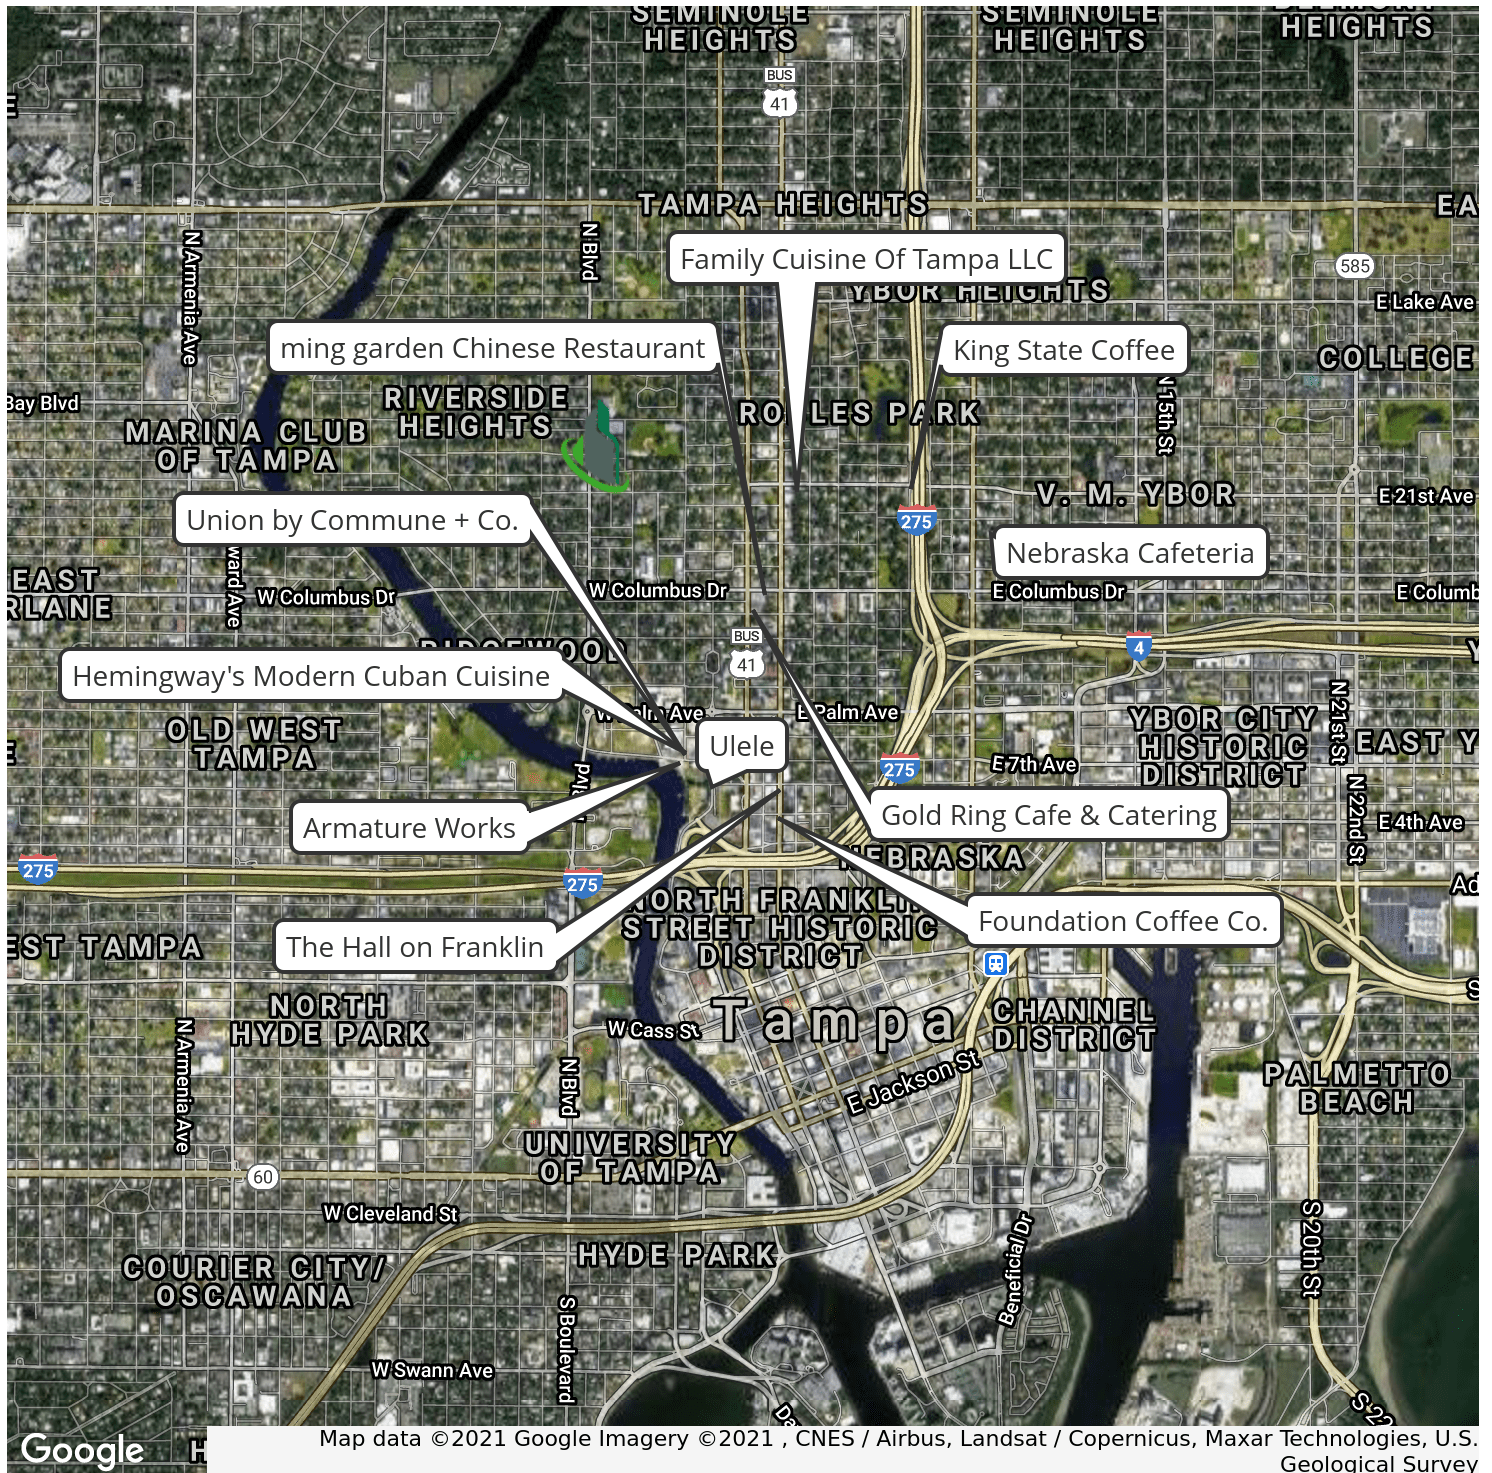 SEMINOLE
HEIGHTS
SEMINOLE
HEIGHTS
HEIGHTS
BUS
41
TAMPA HEIGHTS
N Armenia Ave
N Blvd
Family Cuisine Of Tampa LLC
585
YBOR HEIGHTS
E Lake Ave
ming garden Chinese Restaurant
King State Coffee
COLLEGE
RIVERSIDE
HEIGHTS
Bay Blvd
N 15th St
MARINA CLUB
OF TAMPA
V. M. YBOR
E 21st Ave
Union by Commune + Co.
275
Nebraska Cafeteria
EAST
W Columbus Dr
W Columbus Dr
E Columbus Dr
E Columb
BUS
41
4
Hemingway's Modern Cuban Cuisine
E Palm Ave
OLD WEST
TAMPA
Ulele
YBOR CITY
HISTORIC
DISTRICT
N 21st St
EAST Y
275
E 7th Ave
Armature Works
Gold Ring Cafe & Catering
N 22nd St
E 4th Ave
275
275
NEBRASKA
Ad
NORTH FRANKLIN
STREET HISTORIC
DISTRICT
The Hall on Franklin
Foundation Coffee Co.
EST TAMPA
NORTH
HYDE PARK
W Cass St
Tampa
CHANNEL
DISTRICT
N Armenia Ave
N Blvd
E Jackson St
PALMETTO
BEACH
UNIVERSITY
OF TAMPA
60
W Cleveland St
S 20th St
COURIER CITY/
OSCAWANA
HYDE PARK
Beneficial Dr
S Boulevard
W Swann Ave
S 22
Google
Map data ©2021 Google Imagery ©2021 , CNES / Airbus, Landsat / Copernicus, Maxar Technologies, U.S.
Geological Survey